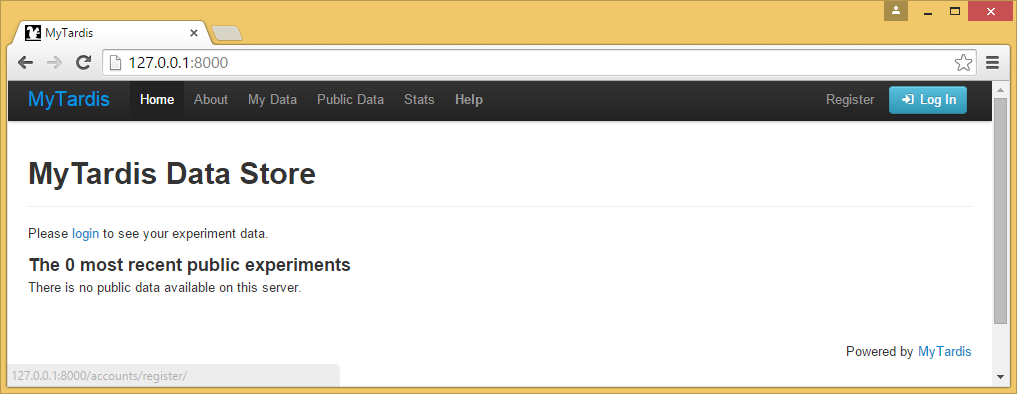 MyTardis
127.0.0.1:8000
MyTardis Home About My Data Public Data Stats Help Register Log In
MyTardis Data Store
Please login to see your experiment data.
The 0 most recent public experiments
There is no public data available on this server.
Powered by MyTardis
127.0.0.1:8000/accounts/register/